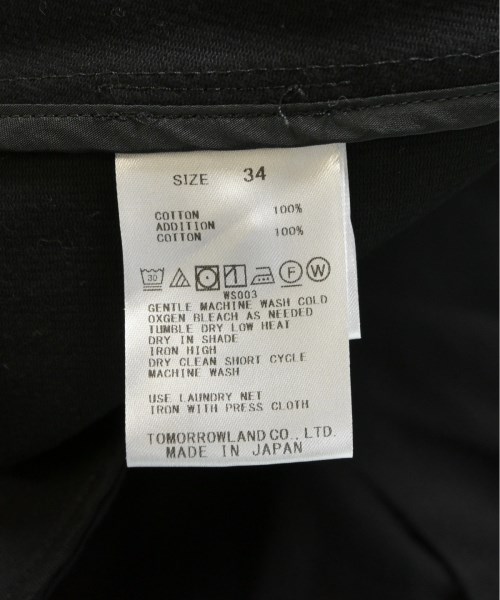 SIZE 34
COTTON 100%
ADDITION
COTTON 100%
30 F W
WS003
GENTLE MACHINE WASH COLD
OXGEN BLEACH AS NEEDED
TUMBLE DRY LOW HEAT
DRY IN SHADE
IRON HIGH
DRY CLEAN SHORT CYCLE
MACHINE WASH
USE LAUNDRY NET
IRON WITH PRESS CLOTH
TOMORROWLAND CO., LTD.
MADE IN JAPAN